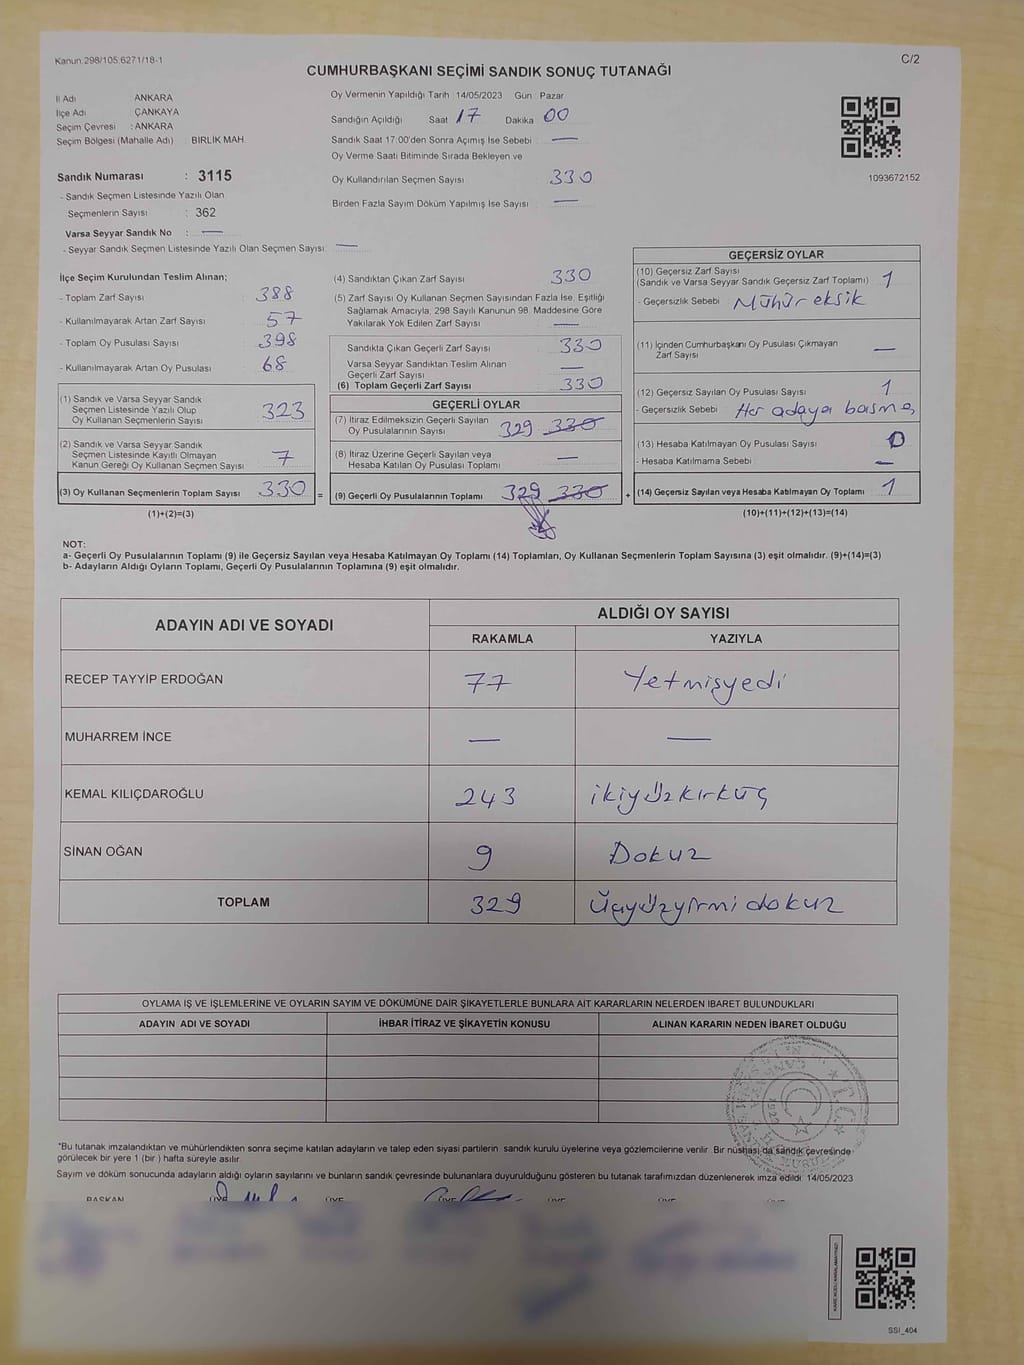 Kanun.298/105.6271/18-1
C/2
CUMHURBAŞKANI SEÇİMİ SANDIK SONUÇ TUTANAĞI
İl Adı ANKARA
İlçe Adı ÇANKAYA
Seçim Çevresi : ANKARA
Seçim Bölgesi (Mahalle Adı) BIRLIK MAH
Oy Vermenin Yapıldığı Tarih 14/05/2023 Gün Pazar
Sandığın Açıldığı Saat 17 Dakika 00
Sandık Saat 17:00'den Sonra Açımış İse Sebebi : —
Oy Verme Saati Bitiminde Sırada Bekleyen ve
Oy Kullandırılan Seçmen Sayısı 330
Birden Fazla Sayım Döküm Yapılmış İse Sayısı : —
1093672152
Sandık Numarası : 3115
- Sandık Seçmen Listesinde Yazılı Olan
Seçmenlerin Sayısı : 362
Varsa Seyyar Sandık No : —
- Seyyar Sandık Seçmen Listesinde Yazılı Olan Seçmen Sayısı: —
İlçe Seçim Kurulundan Teslim Alınan;
- Toplam Zarf Sayısı : 388
- Kullanılmayarak Artan Zarf Sayısı : 57
- Toplam Oy Pusulası Sayısı : 398
- Kullanılmayarak Artan Oy Pusulası : 68
(1) Sandık ve Varsa Seyyar Sandık
Seçmen Listesinde Yazılı Olup
Oy Kullanan Seçmenlerin Sayısı 323
(2) Sandık ve Varsa Seyyar Sandık
Seçmen Listesinde Kayıtlı Olmayan
Kanun Gereği Oy Kullanan Seçmen Sayısı 7
(3) Oy Kullanan Seçmenlerin Toplam Sayısı 330 =
(1)+(2)=(3)
(4) Sandıktan Çıkan Zarf Sayısı 330
(5) Zarf Sayısı Oy Kullanan Seçmen Sayısından Fazla İse, Eşitliği
Sağlamak Amacıyla, 298 Sayılı Kanunun 98. Maddesine Göre
Yakılarak Yok Edilen Zarf Sayısı —
Sandıkta Çıkan Geçerli Zarf Sayısı 330
Varsa Seyyar Sandıktan Teslim Alınan
Geçerli Zarf Sayısı —
(6) Toplam Geçerli Zarf Sayısı 330
GEÇERLİ OYLAR
(7) İtiraz Edilmeksizin Geçerli Sayılan
Oy Pusulalarının Sayısı 329 330
(8) İtiraz Üzerine Geçerli Sayılan veya
Hesaba Katılan Oy Pusulası Toplamı —
(9) Geçerli Oy Pusulalarının Toplamı 329 330 +
GEÇERSİZ OYLAR
(10) Geçersiz Zarf Sayısı
(Sandık ve Varsa Seyyar Sandık Geçersiz Zarf Toplamı) 1
- Geçersizlik Sebebi : Mühür eksik
(11) İçinden Cumhurbaşkanı Oy Pusulası Çıkmayan
Zarf Sayısı —
(12) Geçersiz Sayılan Oy Pusulası Sayısı 1
- Geçersizlik Sebebi : Her adaya basmış
(13) Hesaba Katılmayan Oy Pusulası Sayısı 0
- Hesaba Katılmama Sebebi : —
(14) Geçersiz Sayılan veya Hesaba Katılmayan Oy Toplamı 1
(10)+(11)+(12)+(13)=(14)
NOT:
a- Geçerli Oy Pusulalarının Toplamı (9) ile Geçersiz Sayılan veya Hesaba Katılmayan Oy Toplamı (14) Toplamları, Oy Kullanan Seçmenlerin Toplam Sayısına (3) eşit olmalıdır. (9)+(14)=(3)
b- Adayların Aldığı Oyların Toplamı, Geçerli Oy Pusulalarının Toplamına (9) eşit olmalıdır.
ADAYIN ADI VE SOYADI ALDIĞI OY SAYISI
RAKAMLA YAZIYLA
RECEP TAYYİP ERDOĞAN 77 Yetmişyedi
MUHARREM İNCE — —
KEMAL KILIÇDAROĞLU 243 ikiyüzkırküç
SİNAN OĞAN 9 Dokuz
TOPLAM 329 Üçyüzyirmi dokuz
OYLAMA İŞ VE İŞLEMLERİNE VE OYLARIN SAYIM VE DÖKÜMÜNE DAİR ŞİKAYETLERLE BUNLARA AİT KARARLARIN NELERDEN İBARET BULUNDUKLARI
ADAYIN ADI VE SOYADI İHBAR İTİRAZ VE ŞİKAYETİN KONUSU ALINAN KARARIN NEDEN İBARET OLDUĞU
*Bu tutanak imzalandıktan ve mühürlendikten sonra seçime katılan adayların ve talep eden siyasi partilerin sandık kurulu üyelerine veya gözlemcilerine verilir. Bir nüshası da sandık çevresinde
görülecek bir yere 1 (bir ) hafta süreyle asılır.
Sayım ve döküm sonucunda adayların aldığı oyların sayılarını ve bunların sandık çevresinde bulunanlara duyurulduğunu gösteren bu tutanak tarafımızdan düzenlenerek imza edildi. 14/05/2023
BAŞKAN ÜYE ÜYE ÜYE ÜYE ÜYE
SSI_404